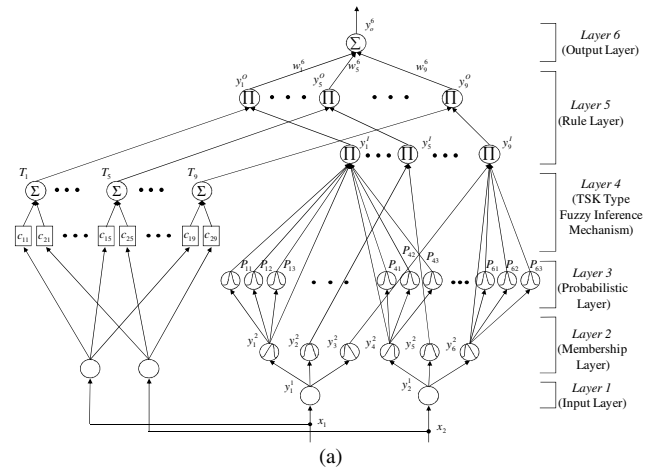 y_o^6
Σ
Layer 6
(Output Layer)
w_1^6 w_5^6 w_9^6
y_1^O y_5^O y_9^O
∏ • • • ∏ • • • ∏
Layer 5
(Rule Layer)
y_1^I y_5^I y_9^I
∏ • • • ∏ • • • ∏
T_1 T_5 T_9
Σ • • • Σ • • • Σ
Layer 4
(TSK Type
Fuzzy Inference
Mechanism)
c_11 c_21 • • • c_15 c_25 • • • c_19 c_29
P_11 P_12 P_13 • • • P_41 P_42 P_43 • • • P_61 P_62 P_63
Layer 3
(Probabilistic
Layer)
y_1^2 y_2^2 y_3^2 y_4^2 y_5^2 y_6^2
Layer 2
(Membership
Layer)
y_1^1 y_2^1
Layer 1
(Input Layer)
x_1 x_2
(a)